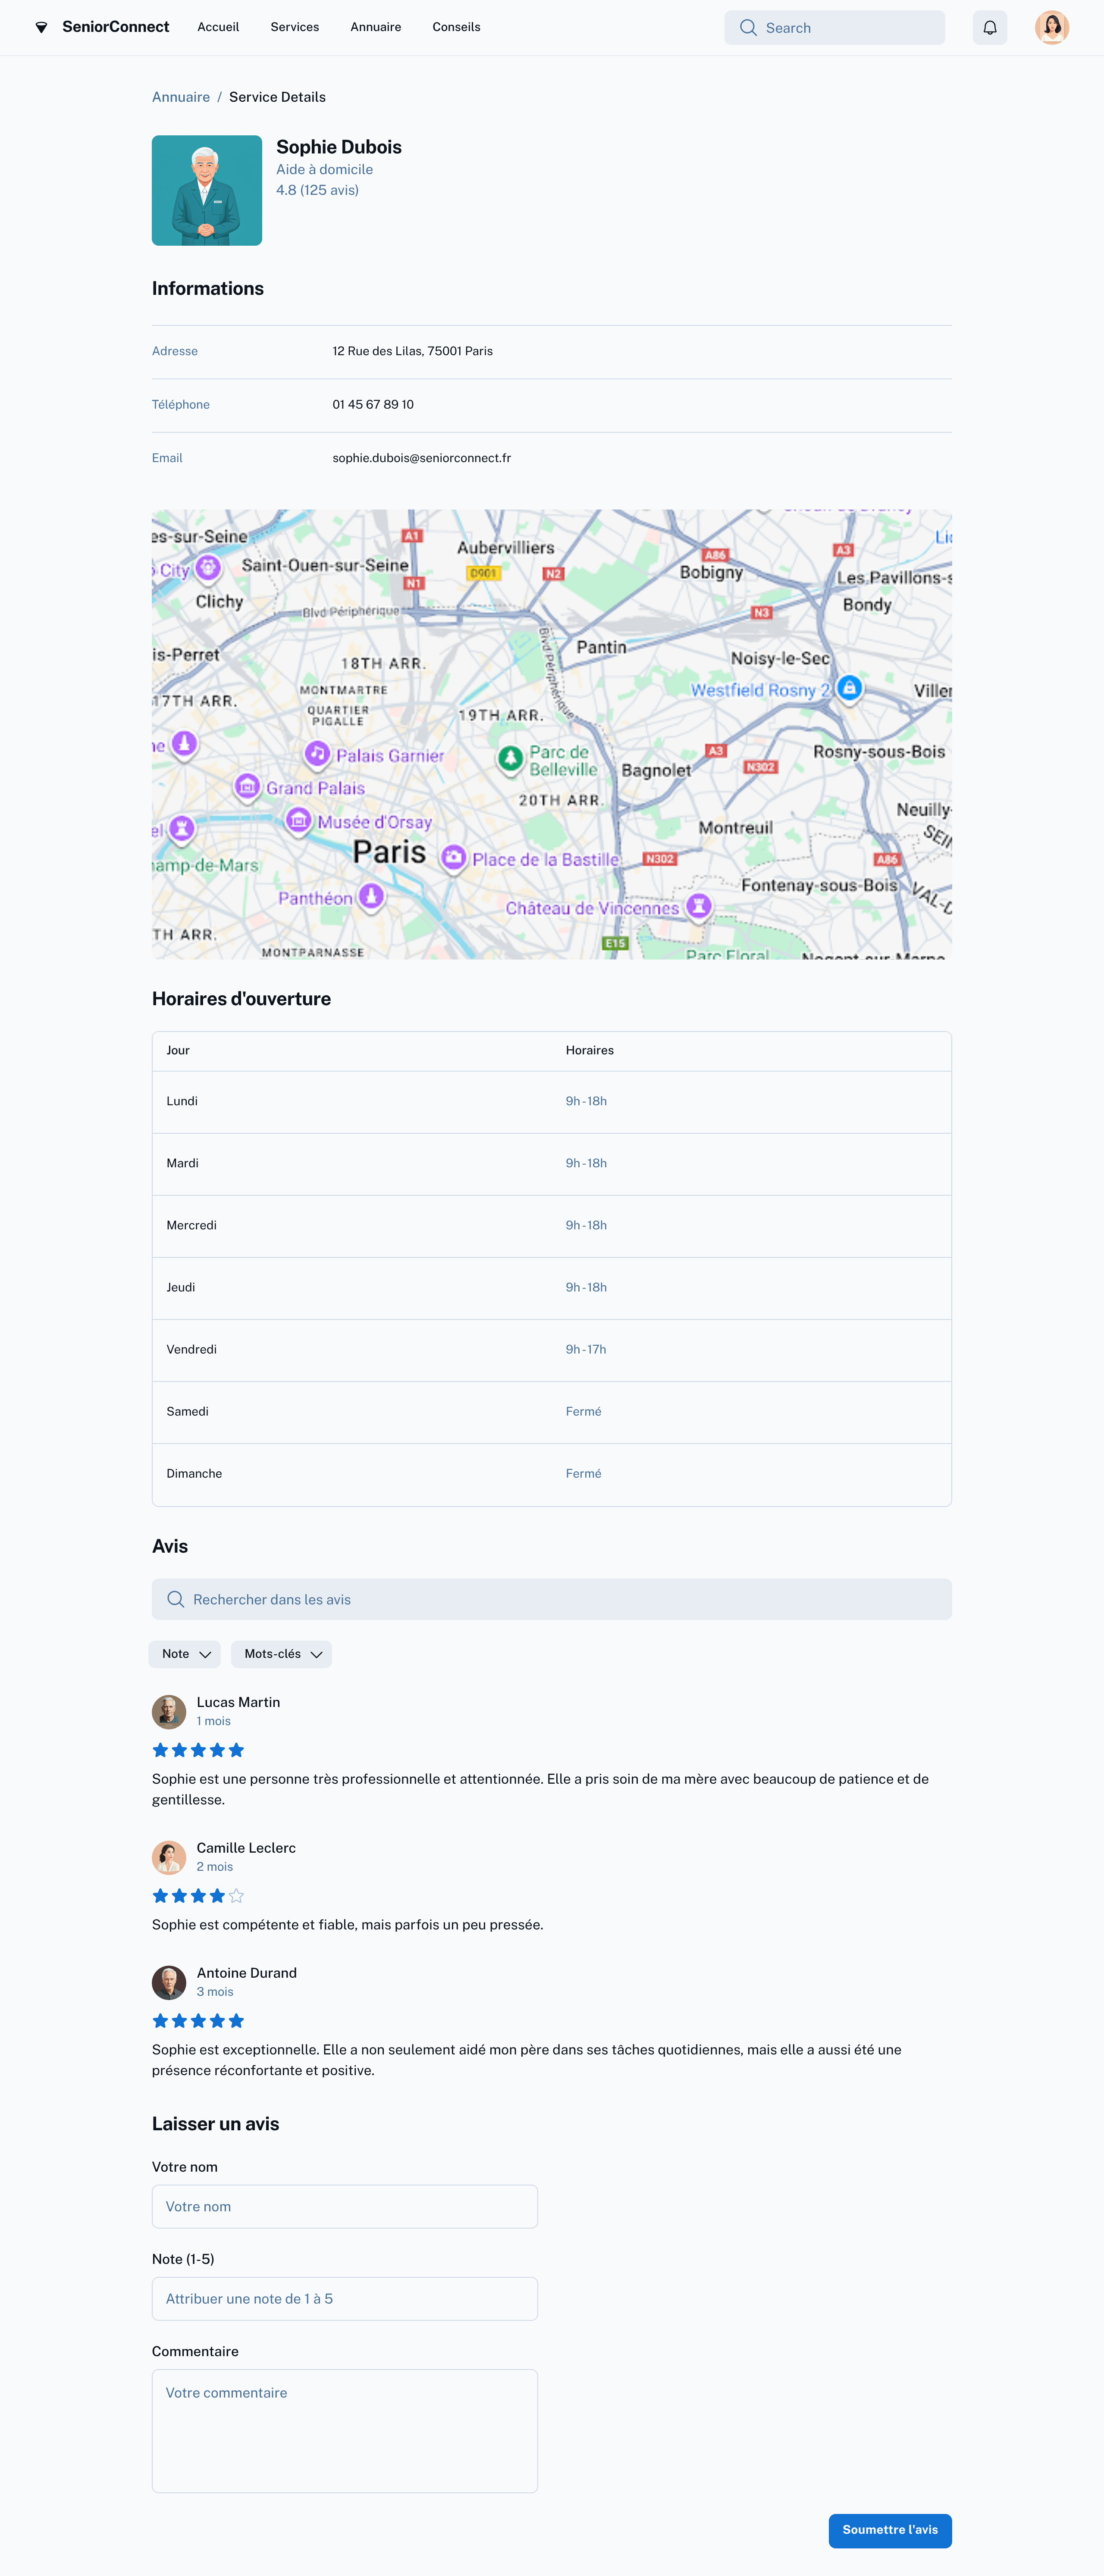 SeniorConnect
Accueil
Services
Annuaire
Conseils
Search
Annuaire / Service Details
Sophie Dubois
Aide à domicile
4.8 (125 avis)
Informations
Adresse
12 Rue des Lilas, 75001 Paris
Téléphone
01 45 67 89 10
Email
sophie.dubois@seniorconnect.fr
es-sur-Seine
A1
Aubervilliers
A86
A3
City
Saint-Ouen-sur-Seine
D901
N2
Bobigny
Les Pavillons-s
N1
Clichy
Blvd Périphérique
N3
Bondy
is-Perret
Blvd Périphérique
Pantin
18TH ARR.
Noisy-le-Sec
17TH ARR.
MONTMARTRE
Westfield Rosny 2
Viller
QUARTIER
PIGALLE
19TH ARR.
ne
Palais Garnier
Parc de
Belleville
A3
Rosny-sous-Bois
Bagnolet
N302
Grand Palais
20TH ARR.
Neuilly-
el
Musée d'Orsay
Montreuil
SEIN
Paris
Place de la Bastille
N302
A86
hamp-de-Mars
Fontenay-sous-Bois
VAL-D
Panthéon
Château de Vincennes
TH ARR.
E15
MONTPARNASSE
Parc Floral
Nogent-sur-Marne
Horaires d'ouverture
Jour
Horaires
Lundi
9h - 18h
Mardi
9h - 18h
Mercredi
9h - 18h
Jeudi
9h - 18h
Vendredi
9h - 17h
Samedi
Fermé
Dimanche
Fermé
Avis
Rechercher dans les avis
Note
Mots-clés
Lucas Martin
1 mois
Sophie est une personne très professionnelle et attentionnée. Elle a pris soin de ma mère avec beaucoup de patience et de
gentillesse.
Camille Leclerc
2 mois
Sophie est compétente et fiable, mais parfois un peu pressée.
Antoine Durand
3 mois
Sophie est exceptionnelle. Elle a non seulement aidé mon père dans ses tâches quotidiennes, mais elle a aussi été une
présence réconfortante et positive.
Laisser un avis
Votre nom
Votre nom
Note (1-5)
Attribuer une note de 1 à 5
Commentaire
Votre commentaire
Soumettre l'avis